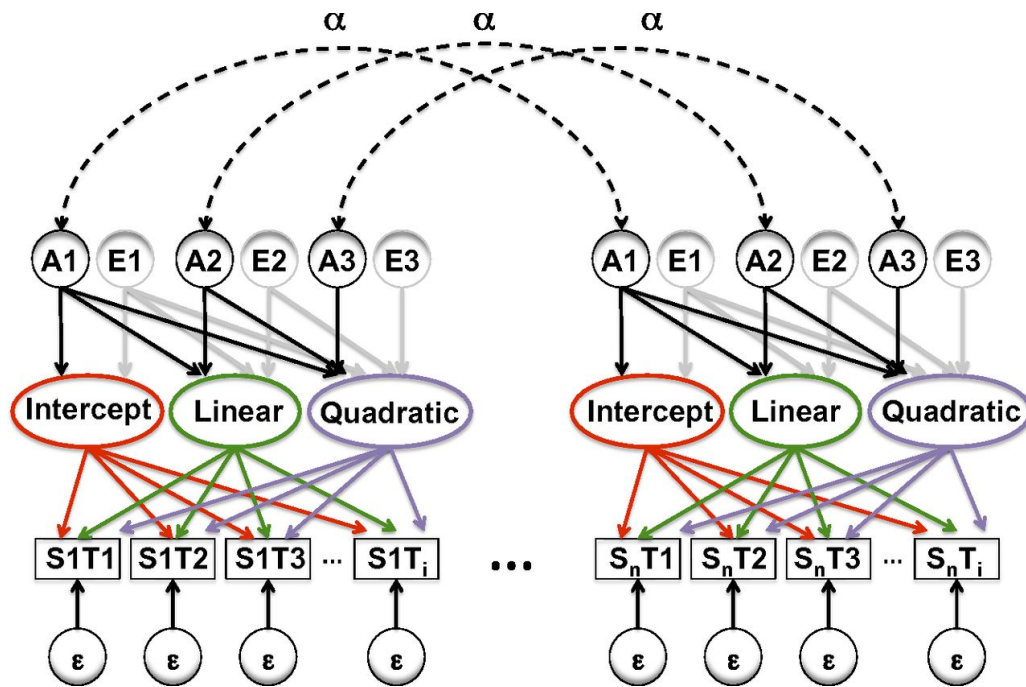 α α α
A1 E1 A2 E2 A3 E3 A1 E1 A2 E2 A3 E3
Intercept Linear Quadratic Intercept Linear Quadratic
S1T1 S1T2 S1T3 ... S1Tᵢ ... SₙT1 SₙT2 SₙT3 ... SₙTᵢ
ε ε ε ε ε ε ε ε